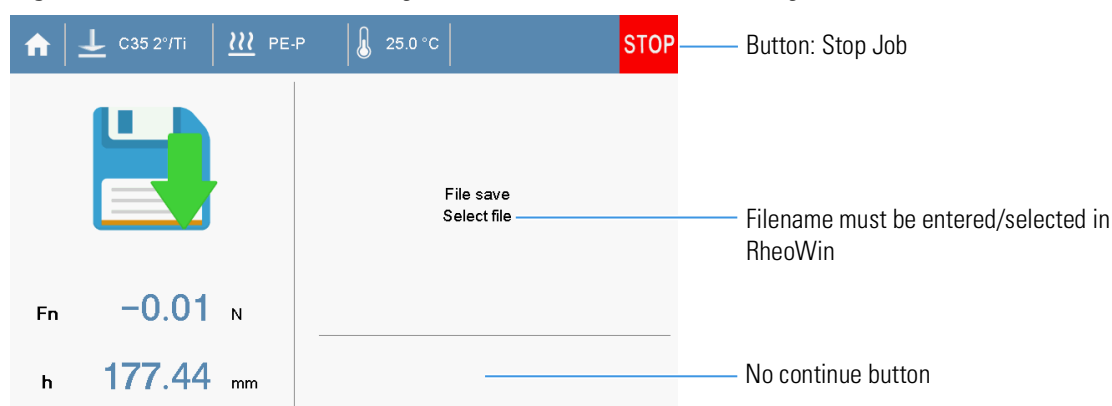 C35 2°/Ti PE-P 25.0 °C STOP
Button: Stop Job
File save
Select file
Filename must be entered/selected in
RheoWin
Fn -0.01 N
h 177.44 mm
No continue button